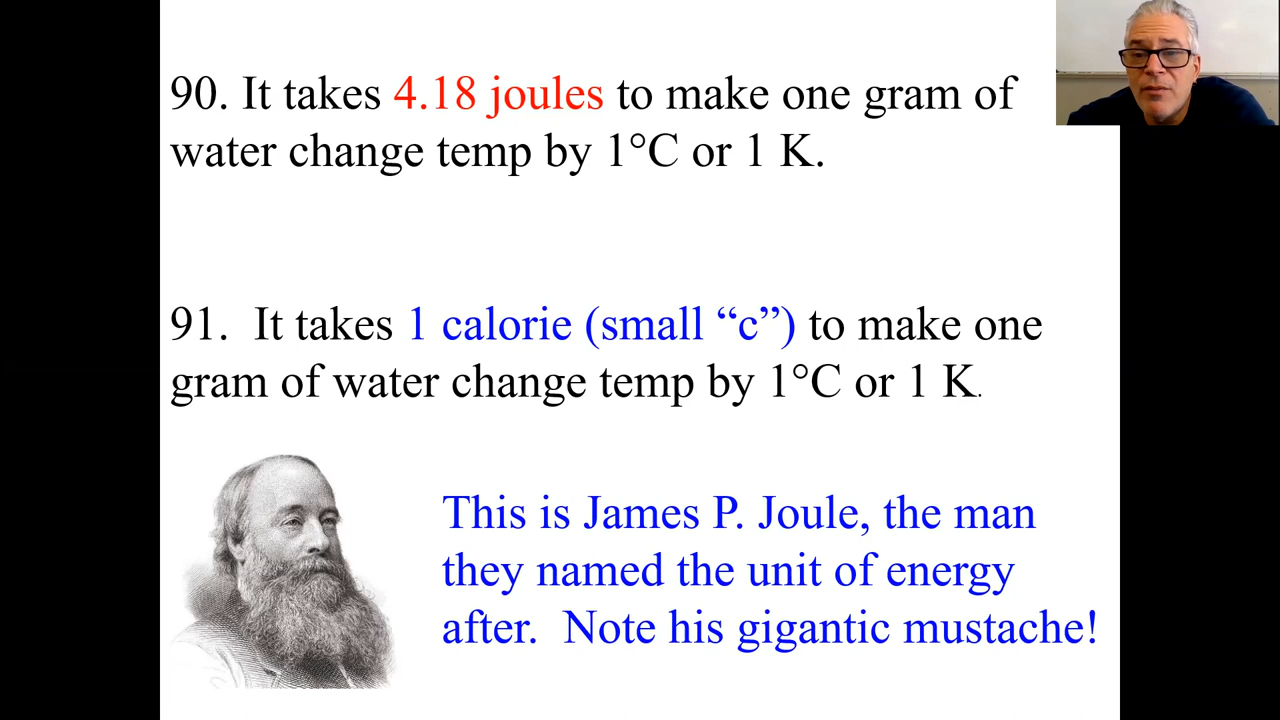 90. It takes 4.18 joules to make one gram of
water change temp by 1°C or 1 K.
91.  It takes 1 calorie (small “c”) to make one
gram of water change temp by 1°C or 1 K.
This is James P. Joule, the man
they named the unit of energy
after.  Note his gigantic mustache!